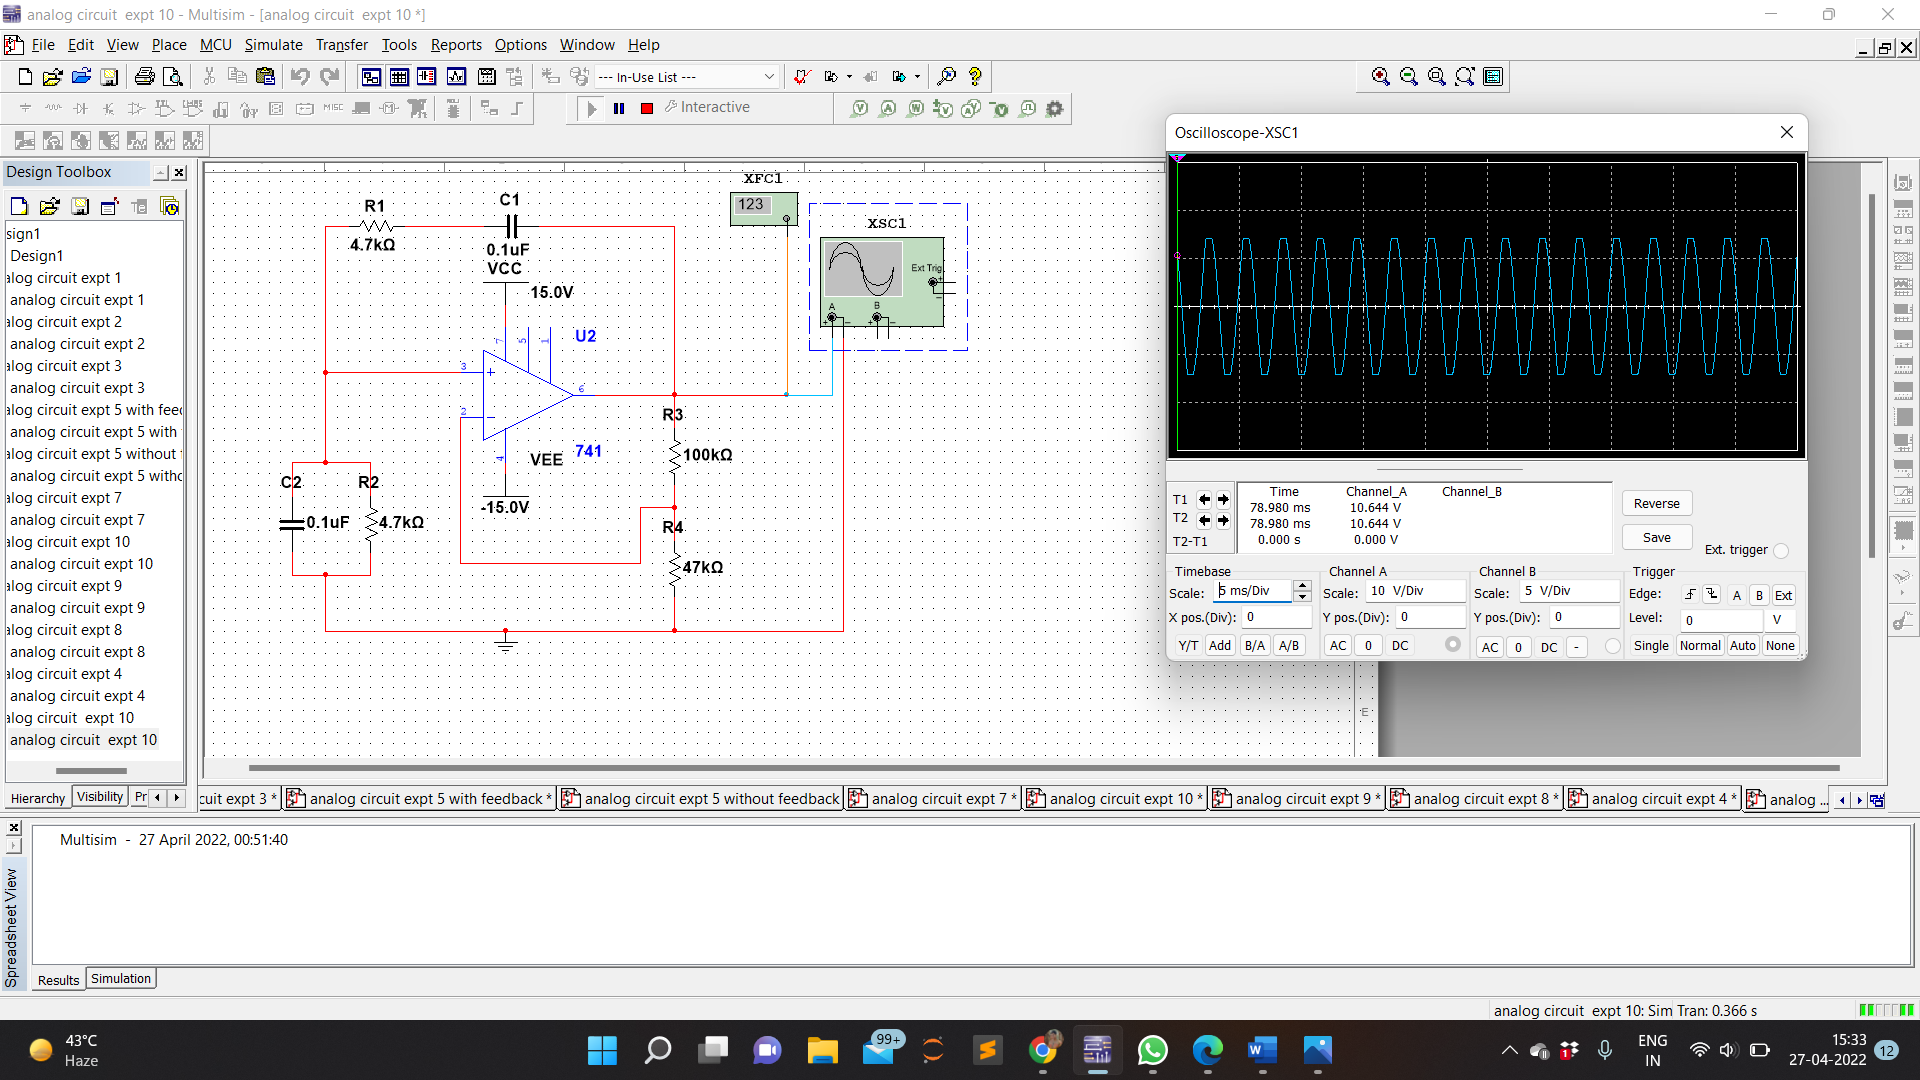 analog circuit  expt 10 - Multisim - [analog circuit  expt 10 *]
File Edit View Place MCU Simulate Transfer Tools Reports Options Window Help
--- In-Use List ---
MISC
Interactive
Design Toolbox
sign1
Design1
alog circuit expt 1
analog circuit expt 1
alog circuit expt 2
analog circuit expt 2
alog circuit expt 3
analog circuit expt 3
alog circuit expt 5 with feed
analog circuit expt 5 with
alog circuit expt 5 without
analog circuit expt 5 witho
alog circuit expt 7
analog circuit expt 7
alog circuit expt 10
analog circuit expt 10
alog circuit expt 9
analog circuit expt 9
alog circuit expt 8
analog circuit expt 8
alog circuit expt 4
analog circuit expt 4
alog circuit  expt 10
analog circuit  expt 10
Hierarchy Visibility Pr
R1
4.7kΩ
C1
0.1uF
VCC
15.0V
U2
7 5 1
3
2
6
4
741
VEE
-15.0V
R3
100kΩ
R4
47kΩ
C2
0.1uF
R2
4.7kΩ
XFC1
123
XSC1
Ext Trig
A B
E
Oscilloscope-XSC1
T1
T2
T2-T1
Time Channel_A Channel_B
78.980 ms 10.644 V
78.980 ms 10.644 V
0.000 s 0.000 V
Reverse
Save
Ext. trigger
Timebase Channel A Channel B Trigger
Scale: 5 ms/Div Scale: 10 V/Div Scale: 5 V/Div Edge: A B Ext
X pos.(Div): 0 Y pos.(Div): 0 Y pos.(Div): 0 Level: 0 V
Y/T Add B/A A/B AC 0 DC AC 0 DC - Single Normal Auto None
cuit expt 3 * analog circuit expt 5 with feedback * analog circuit expt 5 without feedback analog circuit expt 7 * analog circuit expt 10 * analog circuit expt 9 * analog circuit expt 8 * analog circuit expt 4 * analog ...
Multisim  -  27 April 2022, 00:51:40
Spreadsheet View
Results Simulation
analog circuit  expt 10: Sim Tran: 0.366 s
43°C
Haze
99+
1
ENG
IN
15:33
27-04-2022
12